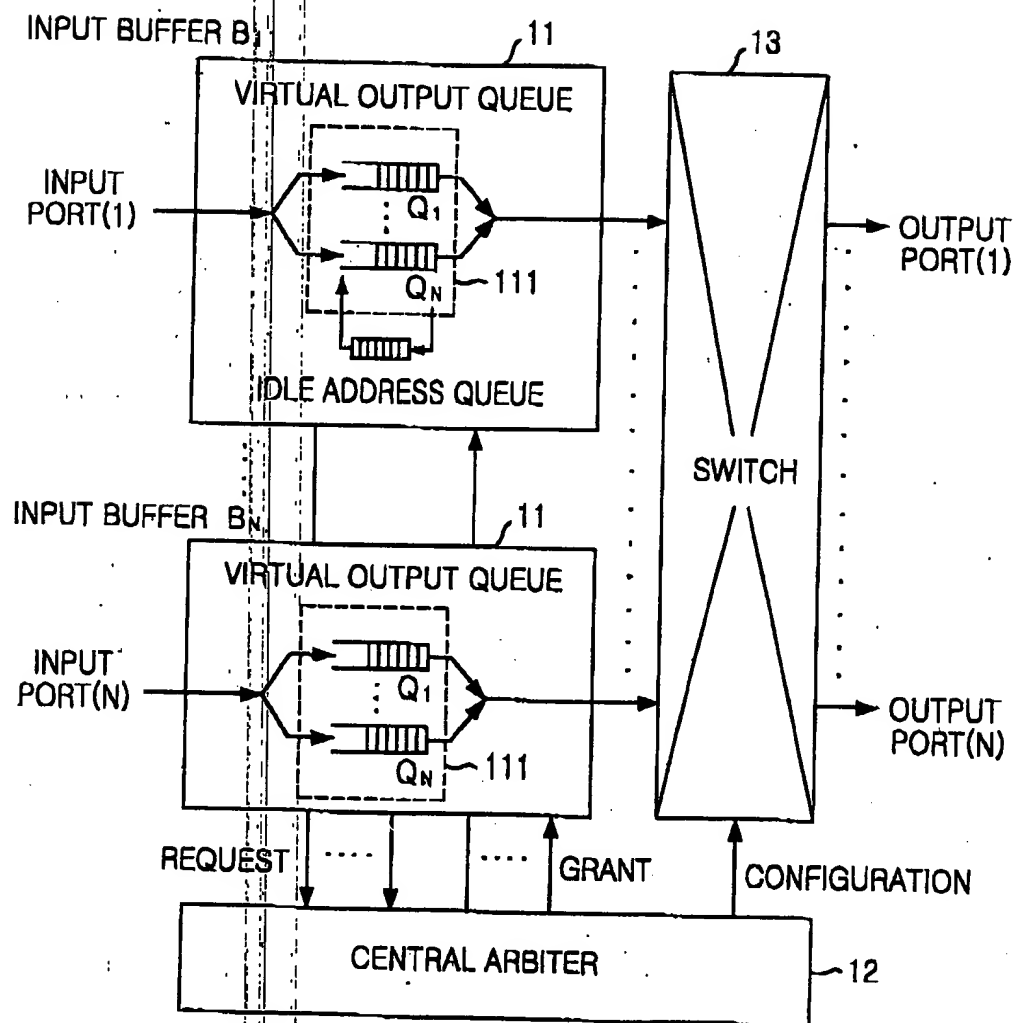 INPUT BUFFER B1
11
13
VIRTUAL OUTPUT QUEUE
INPUT
PORT(1)
Q1
QN
111
OUTPUT
PORT(1)
IDLE ADDRESS QUEUE
SWITCH
INPUT BUFFER BN
11
VIRTUAL OUTPUT QUEUE
INPUT
PORT(N)
Q1
QN
111
OUTPUT
PORT(N)
REQUEST
GRANT
CONFIGURATION
CENTRAL ARBITER
12